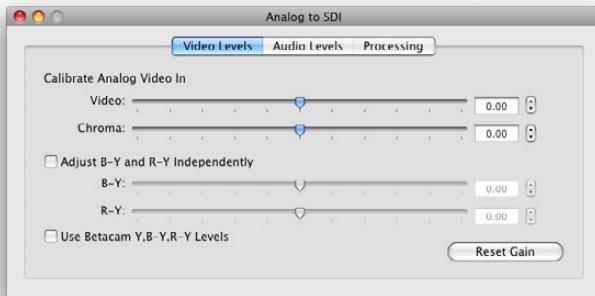 Analog to SDI
Video Levels Audio Levels Processing
Calibrate Analog Video In
Video: 0.00
Chroma: 0.00
Adjust B-Y and R-Y Independently
B-Y: 0.00
R-Y: 0.00
Use Betacam Y,B-Y,R-Y Levels
Reset Gain